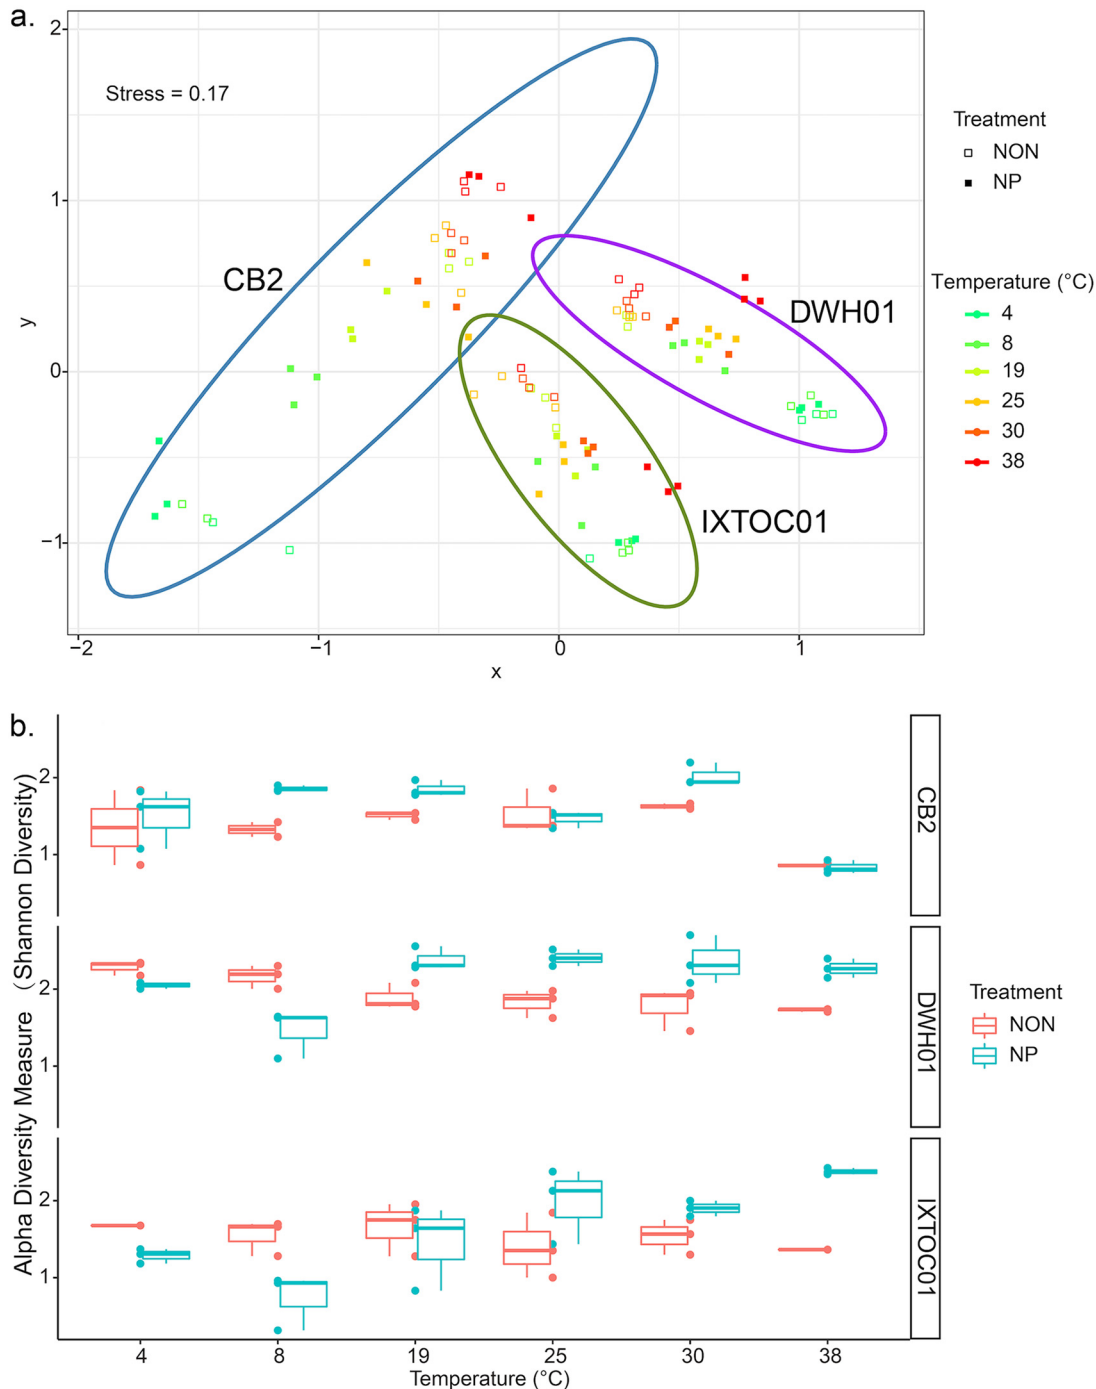 a.
Stress = 0.17
CB2
DWH01
IXTOC01
2
1
0
−1
y
−2
−1
0
1
x
Treatment
NON
NP
Temperature (°C)
4
8
19
25
30
38
b.
Alpha Diversity Measure (Shannon Diversity)
2
1
CB2
2
1
DWH01
2
1
IXTOC01
4
8
19
25
30
38
Temperature (°C)
Treatment
NON
NP